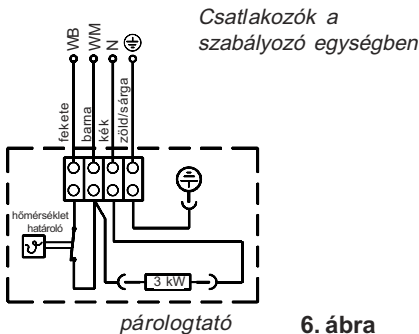 Csatlakozók a
szabályozó egységben
WB
WM
N
fekete
barna
kék
zöld/sárga
hőmérséklet
határoló
ϑ
3 kW
párologtató
6. ábra